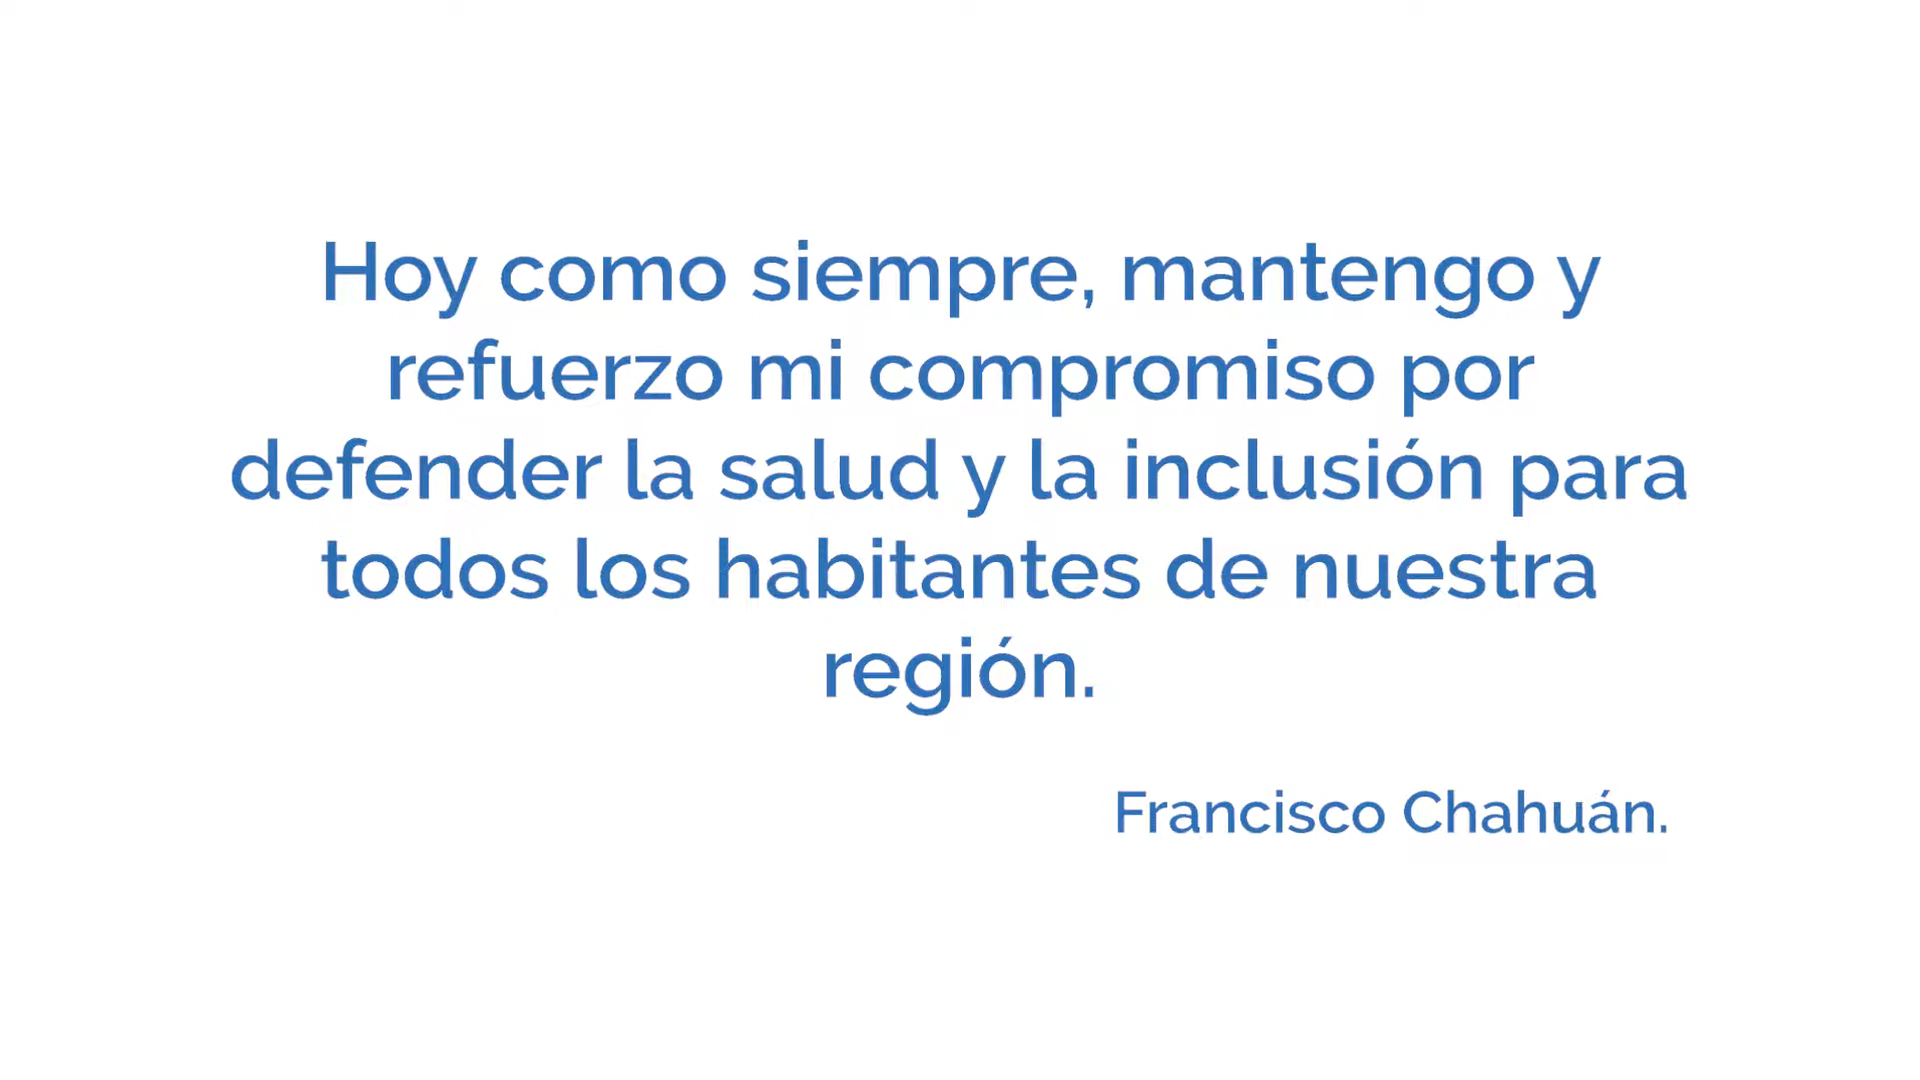 Hoy como siempre, mantengo y
refuerzo mi compromiso por
defender la salud y la inclusión para
todos los habitantes de nuestra
región.
Francisco Chahuán.